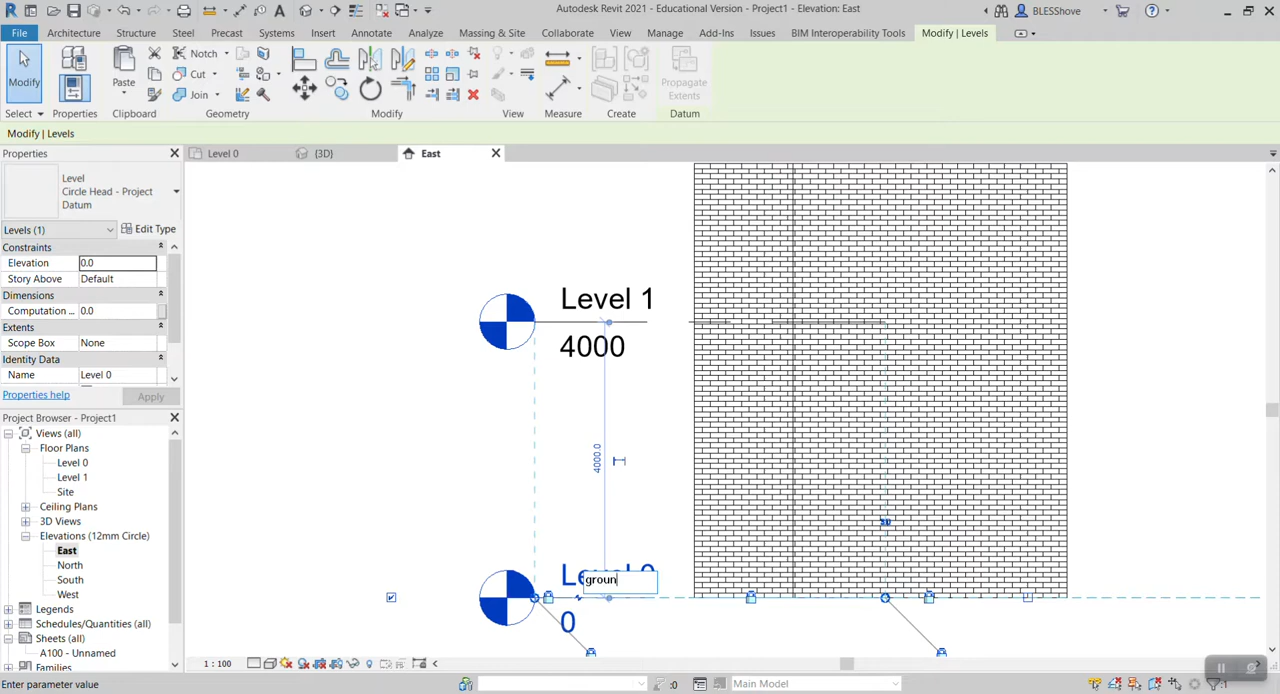 Autodesk Revit 2021 - Educational Version - Project1 - Elevation: East
BLESShove
File
Architecture
Structure
Steel
Precast
Systems
Insert
Annotate
Analyze
Massing & Site
Collaborate
View
Manage
Add-Ins
Issues
BIM Interoperability Tools
Modify | Levels
Modify
Paste
Notch
Cut
Join
Propagate
Extents
Select
Properties
Clipboard
Geometry
Modify
View
Measure
Create
Datum
Modify | Levels
Properties
Level 0
(3D)
East
Level
Circle Head - Project
Datum
Levels (1)
Edit Type
Constraints
Elevation 0.0
Story Above Default
Dimensions
Computation ... 0.0
Extents
Scope Box None
Identity Data
Name Level 0
Properties help
Apply
Project Browser - Project1
Views (all)
Floor Plans
Level 0
Level 1
Site
Ceiling Plans
3D Views
Elevations (12mm Circle)
East
North
South
West
Legends
Schedules/Quantities (all)
Sheets (all)
A100 - Unnamed
Families
Level 1
4000
4000.0
3D
Level 0
groun
0
1 : 100
Enter parameter value
:0
Main Model
:1